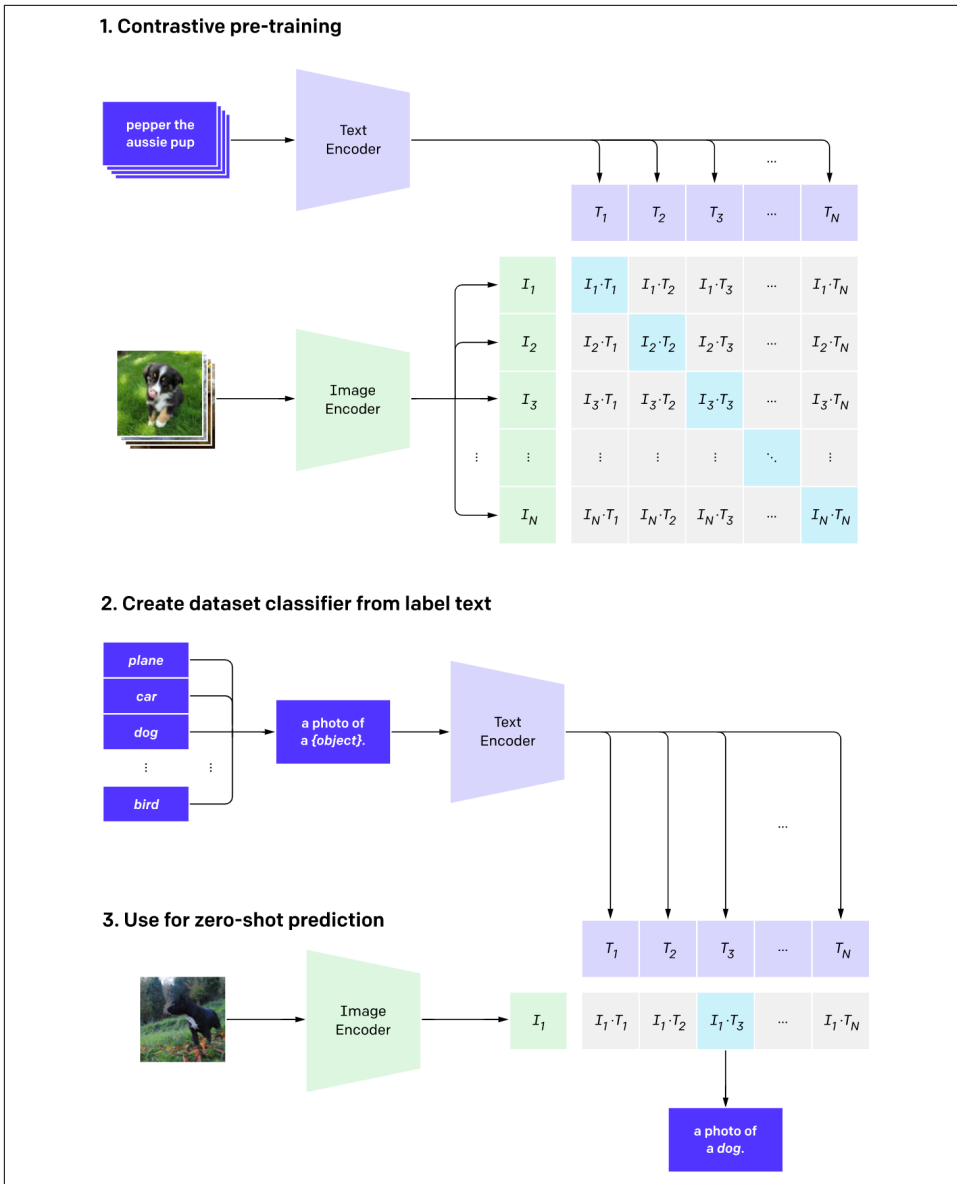 1. Contrastive pre-training
pepper the
aussie pup
Text
Encoder
...
T1 T2 T3 ... TN
I1 I1·T1 I1·T2 I1·T3 ... I1·TN
I2 I2·T1 I2·T2 I2·T3 ... I2·TN
Image
Encoder
I3 I3·T1 I3·T2 I3·T3 ... I3·TN
⋮ ⋮ ⋮ ⋮ ⋮ ⋱ ⋮
IN IN·T1 IN·T2 IN·T3 ... IN·TN
2. Create dataset classifier from label text
plane
car
dog
⋮ ⋮
bird
a photo of
a {object}.
Text
Encoder
...
3. Use for zero-shot prediction
T1 T2 T3 ... TN
Image
Encoder
I1 I1·T1 I1·T2 I1·T3 ... I1·TN
a photo of
a dog.